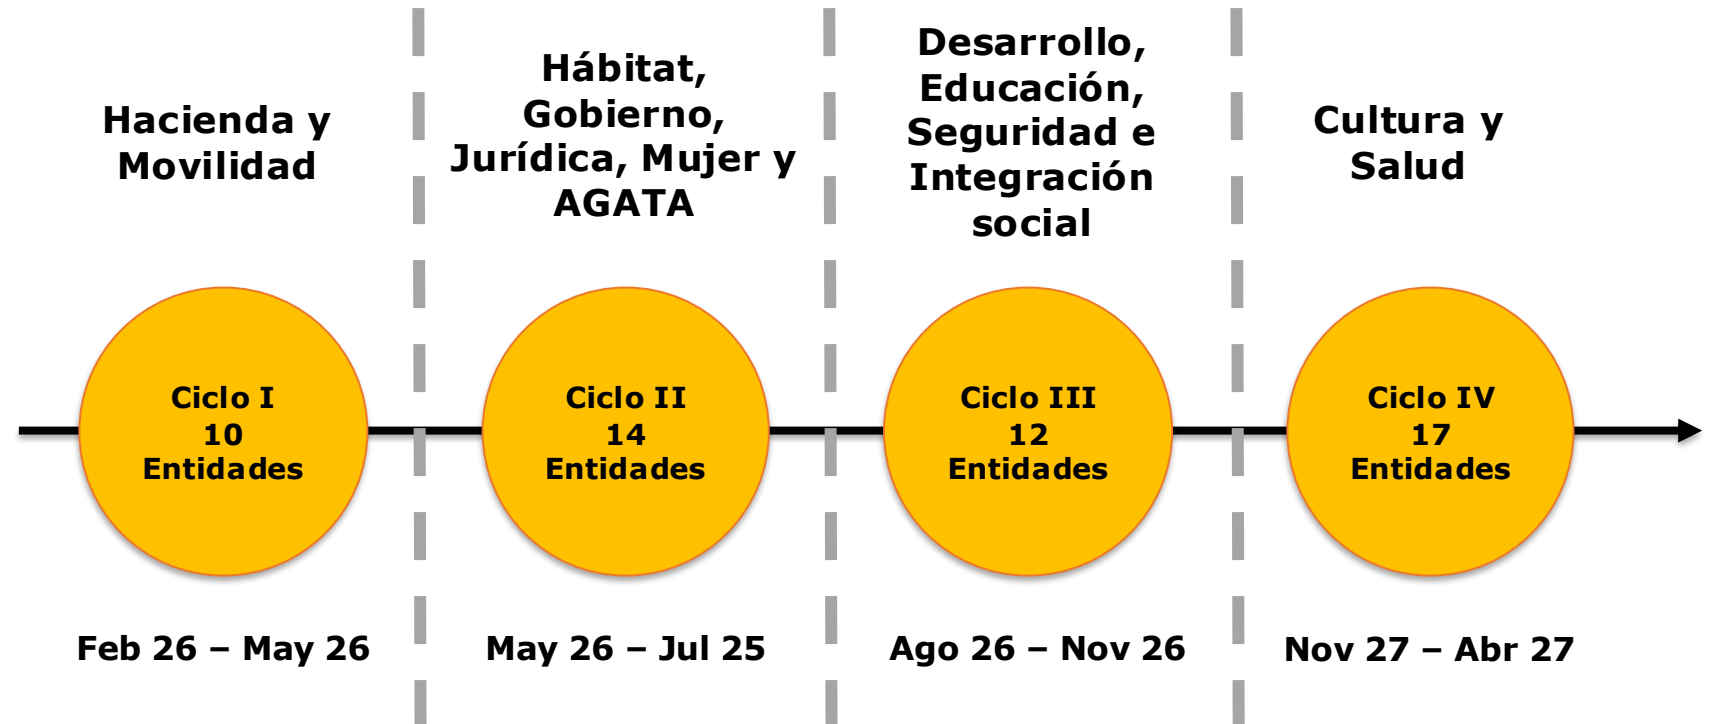 Hacienda y
Movilidad
Hábitat,
Gobierno,
Jurídica, Mujer y
AGATA
Desarrollo,
Educación,
Seguridad e
Integración
social
Cultura y
Salud
Ciclo I
10
Entidades
Ciclo II
14
Entidades
Ciclo III
12
Entidades
Ciclo IV
17
Entidades
Feb 26 – May 26
May 26 – Jul 25
Ago 26 – Nov 26
Nov 27 – Abr 27